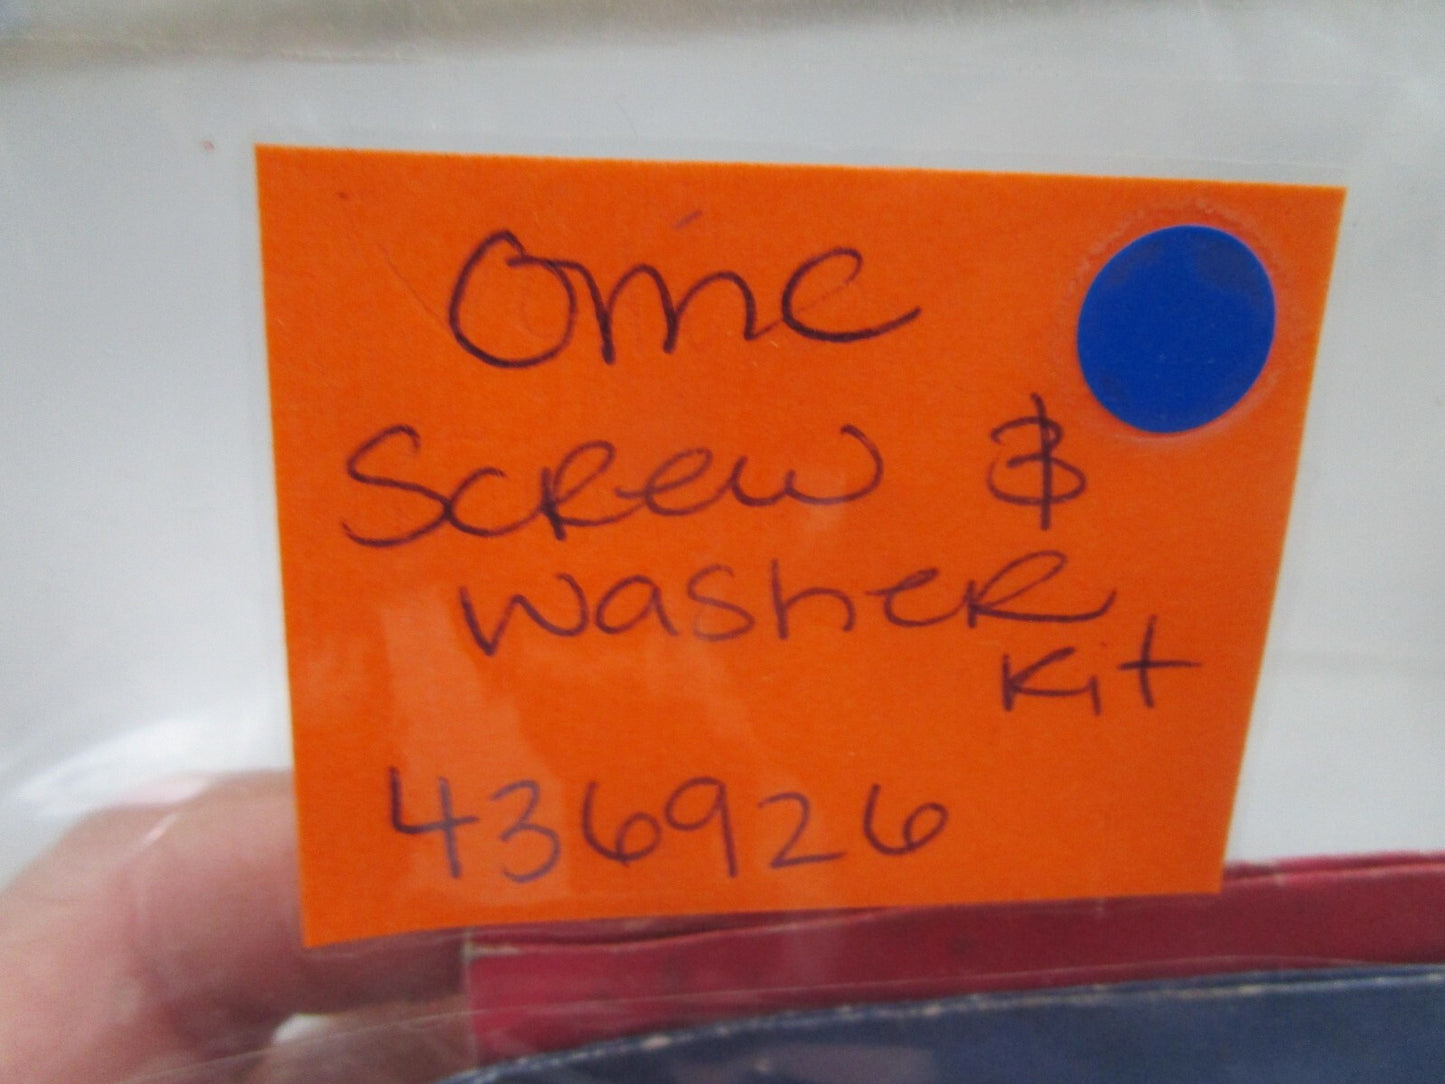 OMC
Screw &
washer
Kit
436926